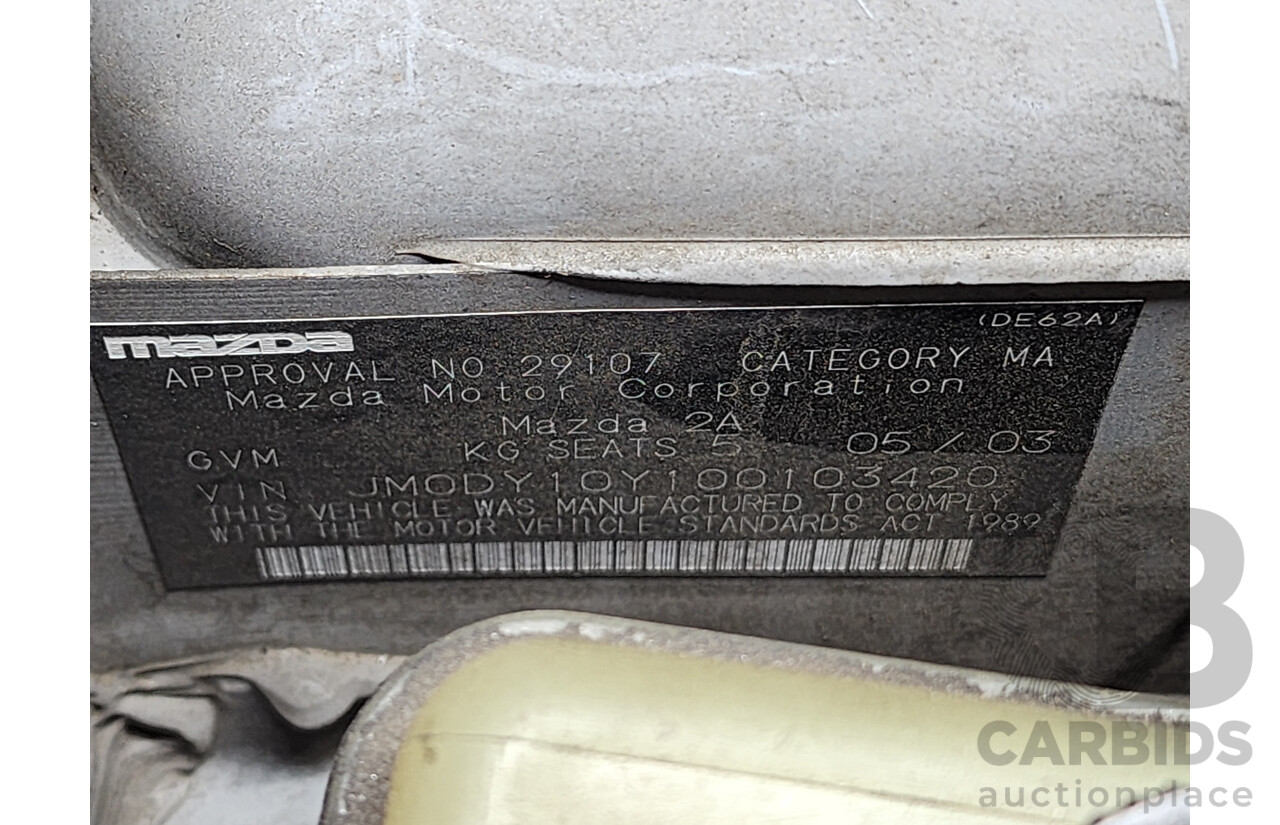 mazda (DE62A)
APPROVAL NO 29107 CATEGORY MA
Mazda Motor Corporation
Mazda 2A
GVM KG SEATS 5 05/03
VIN JM0DY10Y100103420
THIS VEHICLE WAS MANUFACTURED TO COMPLY
WITH THE MOTOR VEHICLE STANDARDS ACT 1989
CARBIDS
auctionplace